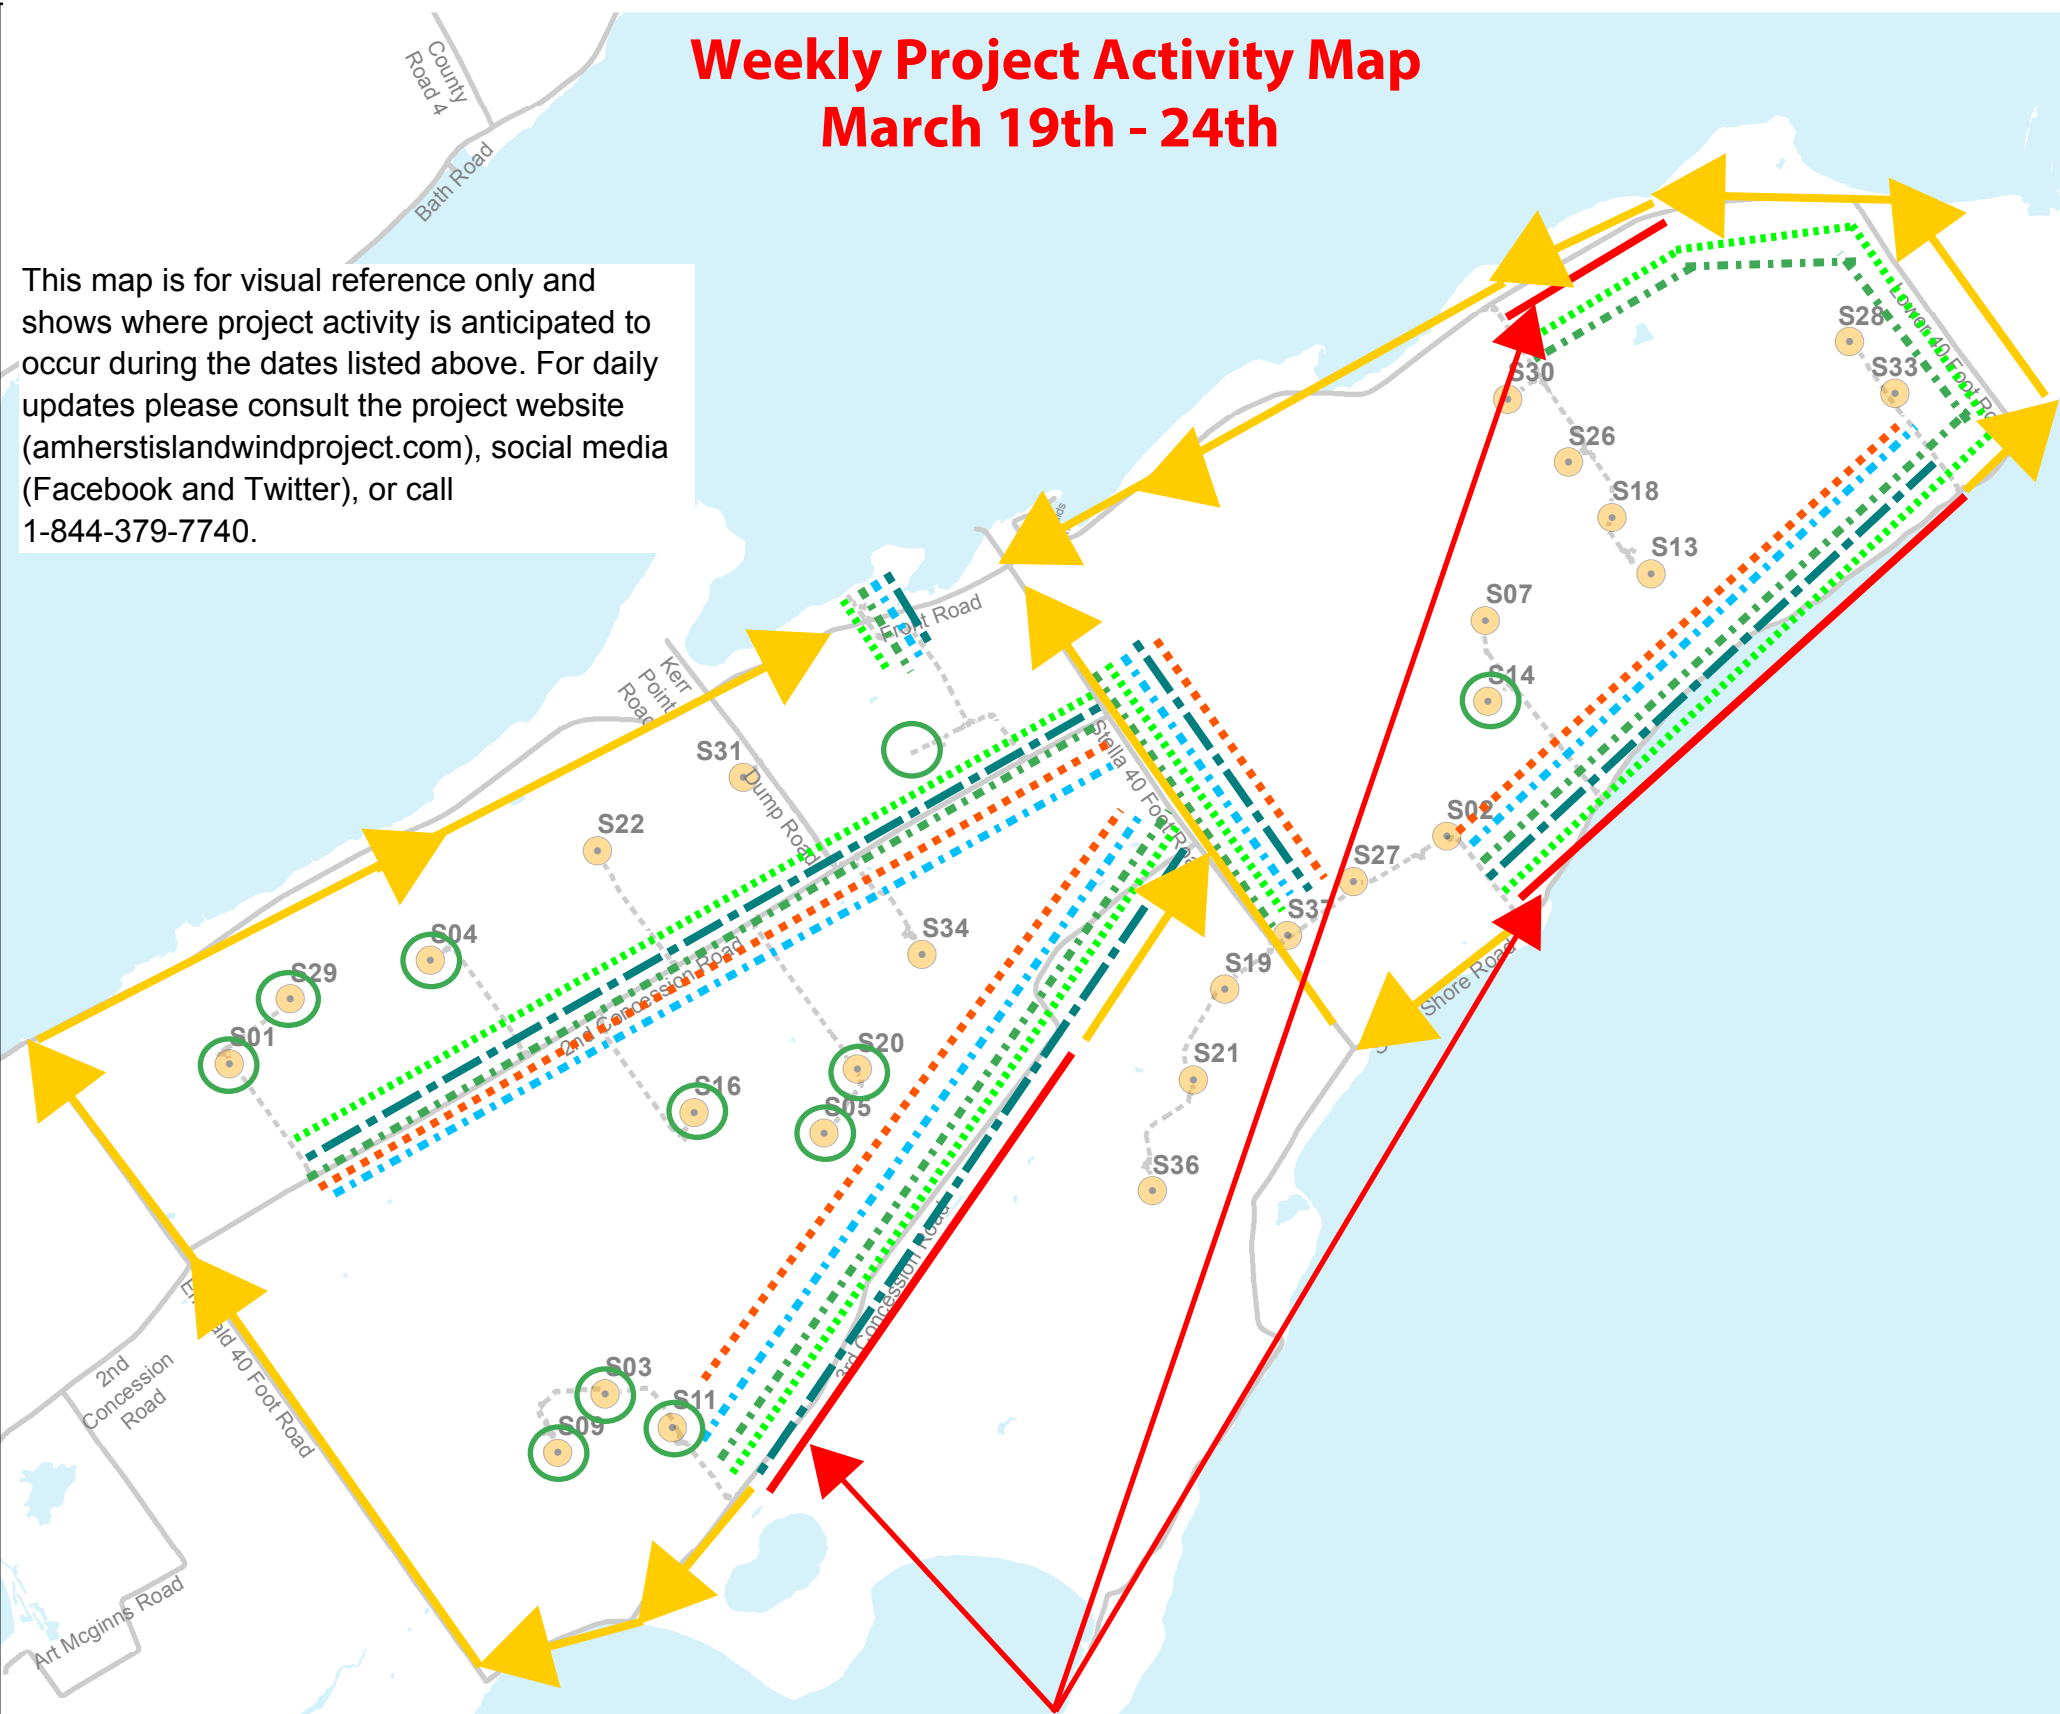 Weekly Project Activity Map
March 19th - 24th
County
Road 4
Bath Road
This map is for visual reference only and
shows where project activity is anticipated to
occur during the dates listed above. For daily
updates please consult the project website
(amherstislandwindproject.com), social media
(Facebook and Twitter), or call
1-844-379-7740.
S28
Lower 40 Foot Ro
S33
S30
S26
S18
S13
S07
S14
Front Road
Kerr
Point
Road
S31
Dump Road
Stella 40 Foot Roa
S22
S02
S27
S04
S34
S37
2nd Concession Road
S29
S19
Shore Road
S01
S20
S21
S16
S05
S36
3rd Concession Road
Em ald 40 Foot Road
2nd
Concession
Road
S03
S11
S09
Art Mcginns Road